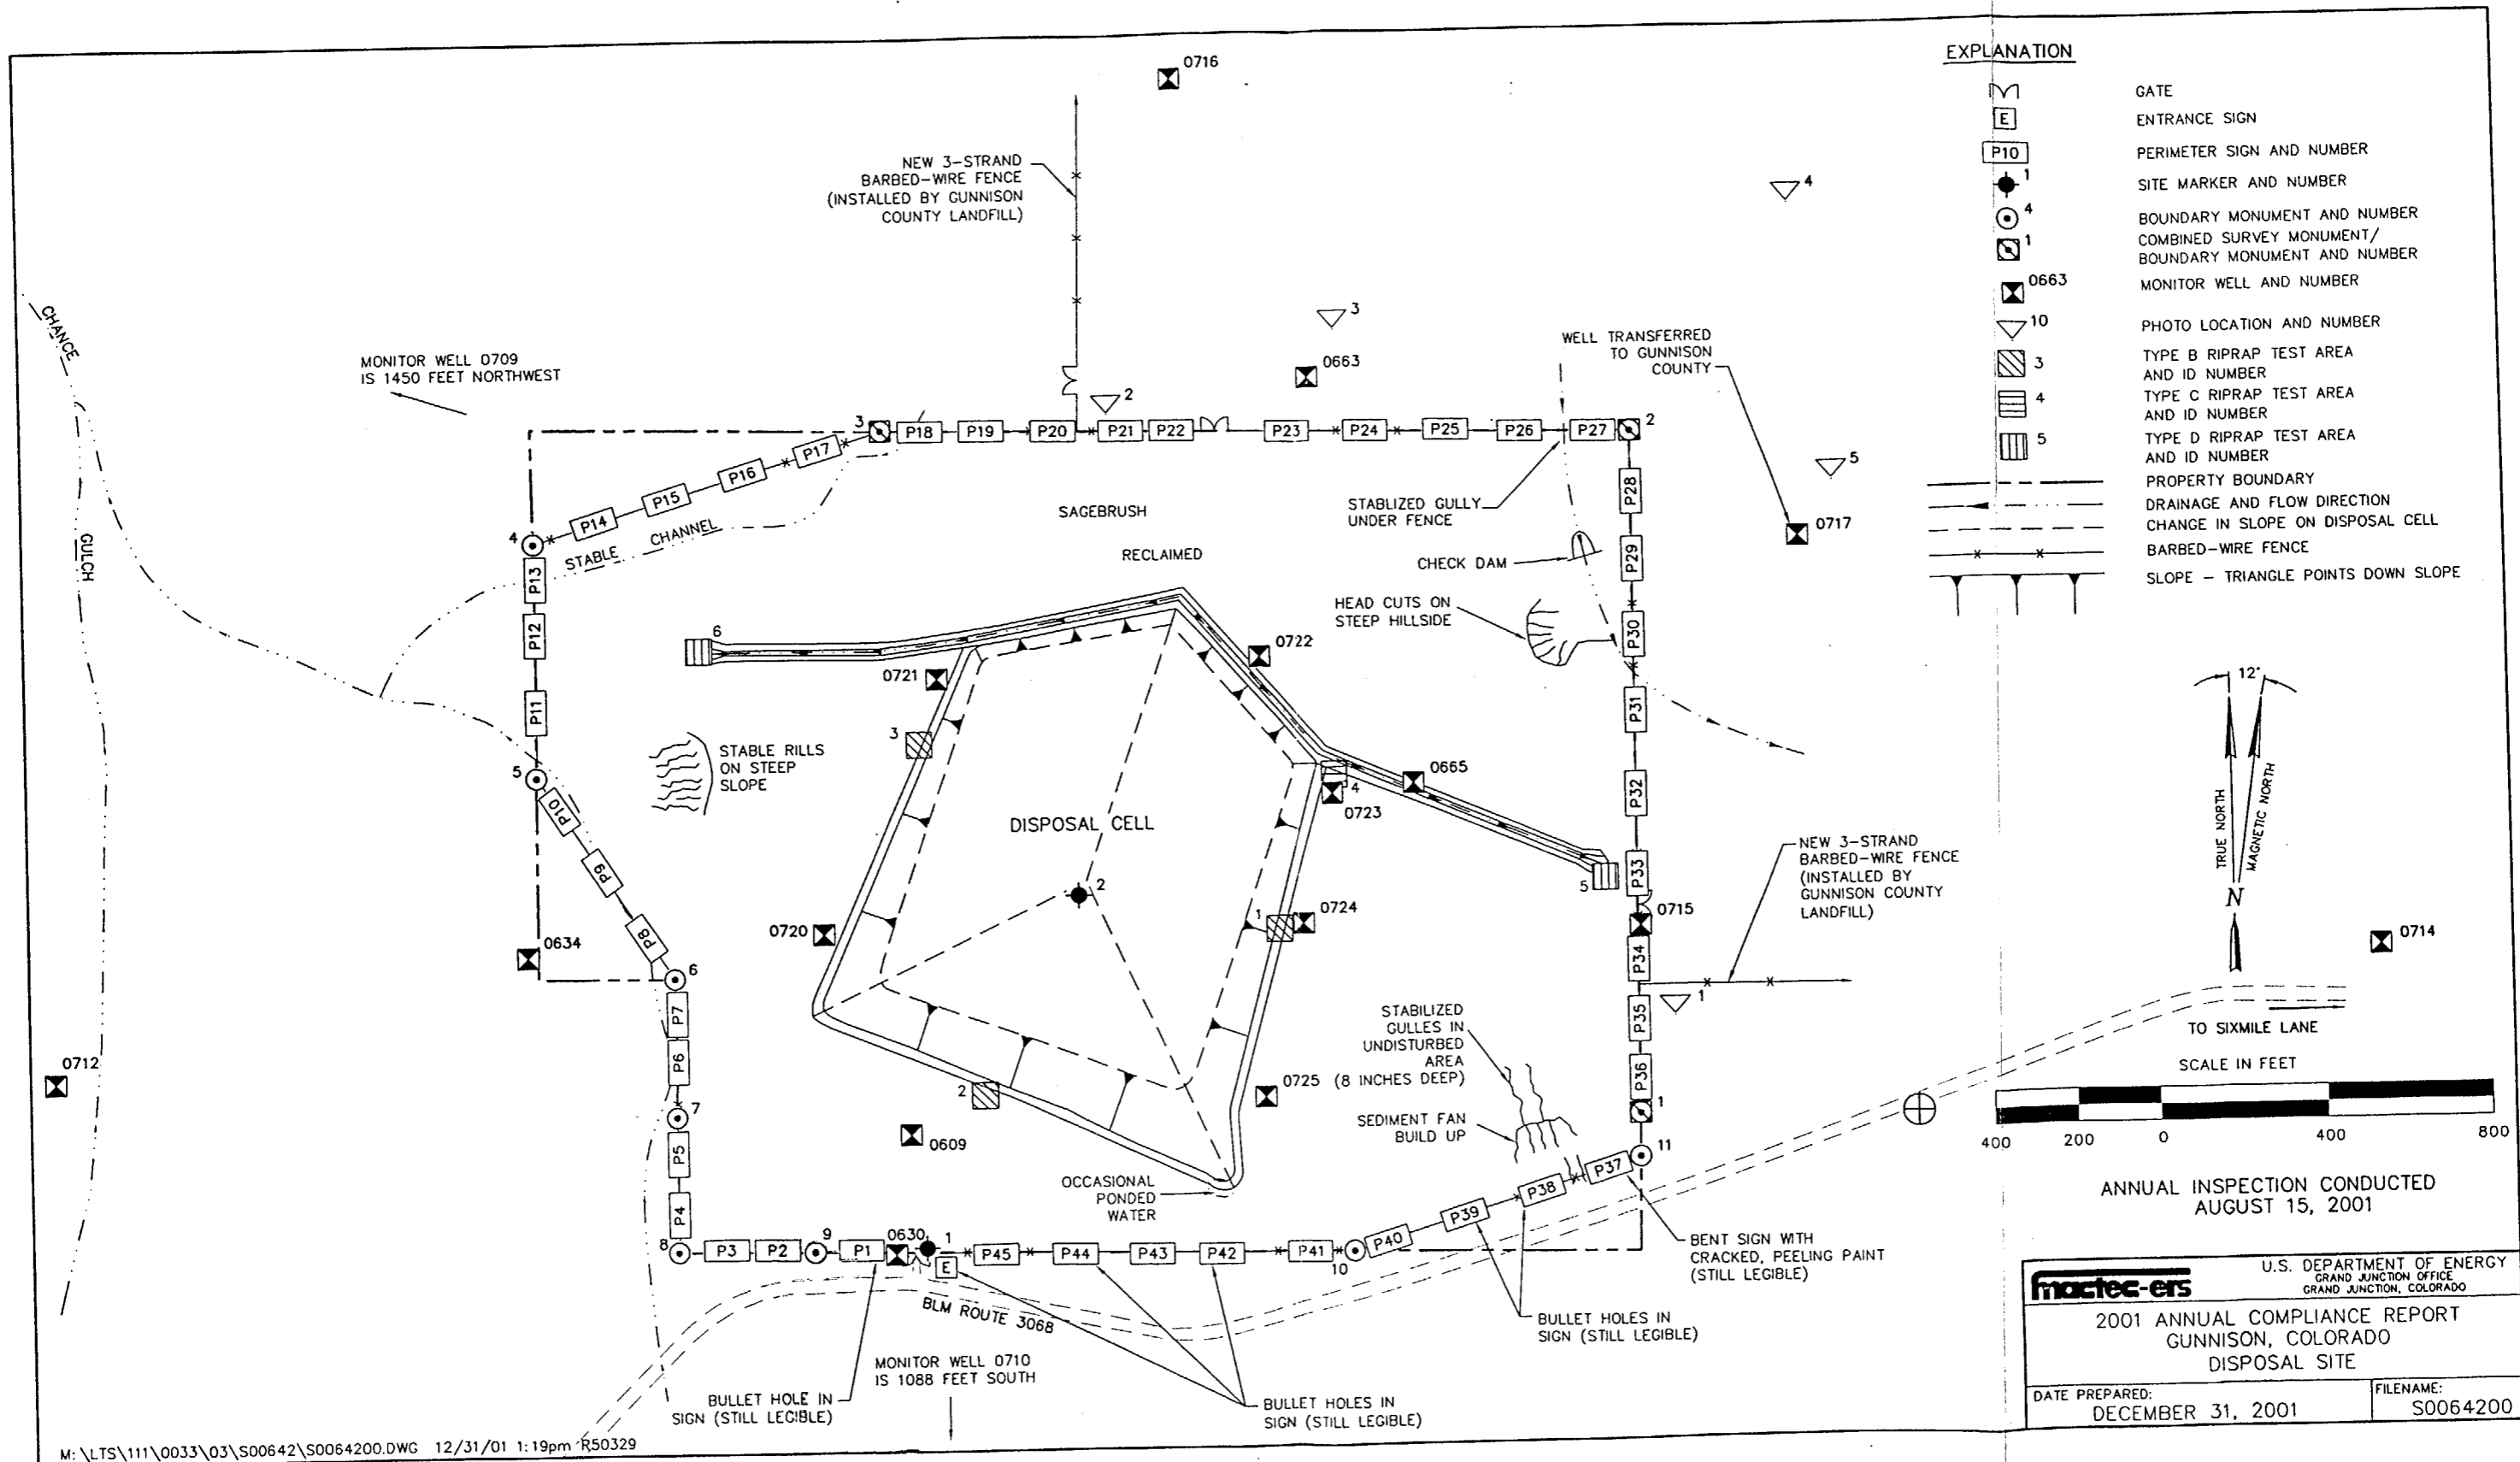 0716
EXPLANATION
GATE
E
ENTRANCE SIGN
P10
PERIMETER SIGN AND NUMBER
1
SITE MARKER AND NUMBER
4
BOUNDARY MONUMENT AND NUMBER
1
COMBINED SURVEY MONUMENT/
BOUNDARY MONUMENT AND NUMBER
0663
MONITOR WELL AND NUMBER
10
PHOTO LOCATION AND NUMBER
3
TYPE B RIPRAP TEST AREA
AND ID NUMBER
4
TYPE C RIPRAP TEST AREA
AND ID NUMBER
5
TYPE D RIPRAP TEST AREA
AND ID NUMBER
PROPERTY BOUNDARY
DRAINAGE AND FLOW DIRECTION
CHANGE IN SLOPE ON DISPOSAL CELL
BARBED-WIRE FENCE
SLOPE - TRIANGLE POINTS DOWN SLOPE
NEW 3-STRAND
BARBED-WIRE FENCE
(INSTALLED BY GUNNISON
COUNTY LANDFILL)
4
3
0663
2
WELL TRANSFERRED
TO GUNNISON
COUNTY
5
0717
CHANCE
GULCH
MONITOR WELL 0709
IS 1450 FEET NORTHWEST
3
P18
P19
P20
P21
P22
P23
P24
P25
P26
P27
2
P17
P16
P15
P14
4
STABLE CHANNEL
SAGEBRUSH
RECLAIMED
STABLIZED GULLY
UNDER FENCE
CHECK DAM
HEAD CUTS ON
STEEP HILLSIDE
P28
P29
P30
P31
P32
P33
P13
P12
P11
5
P10
P9
P8
6
6
0721
0722
3
STABLE RILLS
ON STEEP
SLOPE
DISPOSAL CELL
4
0723
0665
5
2
0720
1
0724
0715
P34
NEW 3-STRAND
BARBED-WIRE FENCE
(INSTALLED BY
GUNNISON COUNTY
LANDFILL)
12°
TRUE NORTH
MAGNETIC NORTH
N
0714
0634
P7
P6
7
P5
P4
0712
1
P35
P36
1
11
STABILIZED
GULLES IN
UNDISTURBED
AREA
(8 INCHES DEEP)
0725
SEDIMENT FAN
BUILD UP
2
0609
OCCASIONAL
PONDED
WATER
TO SIXMILE LANE
SCALE IN FEET
400 200 0 400 800
ANNUAL INSPECTION CONDUCTED
AUGUST 15, 2001
8
P3
P2
9
P1
0630
1
E
P45
P44
P43
P42
P41
10
P40
P39
P38
P37
BENT SIGN WITH
CRACKED, PEELING PAINT
(STILL LEGIBLE)
BULLET HOLES IN
SIGN (STILL LEGIBLE)
BLM ROUTE 3068
MONITOR WELL 0710
IS 1088 FEET SOUTH
BULLET HOLE IN
SIGN (STILL LEGIBLE)
BULLET HOLES IN
SIGN (STILL LEGIBLE)
mactec-ers
U.S. DEPARTMENT OF ENERGY
GRAND JUNCTION OFFICE
GRAND JUNCTION, COLORADO
2001 ANNUAL COMPLIANCE REPORT
GUNNISON, COLORADO
DISPOSAL SITE
DATE PREPARED:
DECEMBER 31, 2001
FILENAME:
S0064200
M:\LTS\111\0033\03\S00642\S0064200.DWG 12/31/01 1:19pm R50329